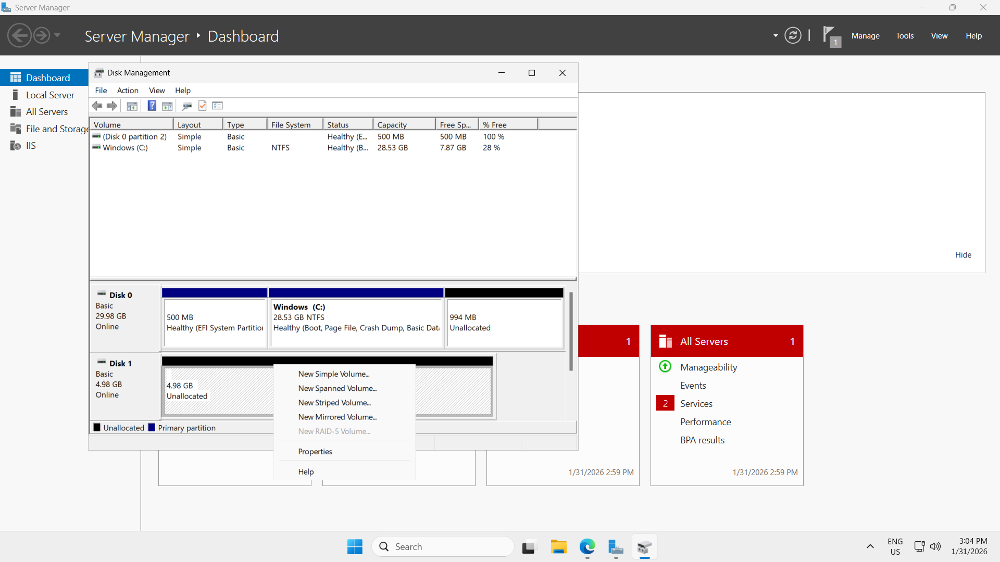 Server Manager
Server Manager ‣ Dashboard
1
Manage
Tools
View
Help
Dashboard
Local Server
All Servers
File and Storage
IIS
Disk Management
File Action View Help
Volume Layout Type File System Status Capacity Free Sp... % Free
(Disk 0 partition 2) Simple Basic Healthy (E... 500 MB 500 MB 100 %
Windows (C:) Simple Basic NTFS Healthy (B... 28.53 GB 7.87 GB 28 %
Hide
Disk 0
Basic
29.98 GB
Online
500 MB
Healthy (EFI System Partition
Windows (C:)
28.53 GB NTFS
Healthy (Boot, Page File, Crash Dump, Basic Data
994 MB
Unallocated
Disk 1
Basic
4.98 GB
Online
4.98 GB
Unallocated
New Simple Volume...
New Spanned Volume...
New Striped Volume...
New Mirrored Volume...
New RAID-5 Volume...
Properties
Help
Unallocated Primary partition
1
1/31/2026 2:59 PM
All Servers 1
Manageability
Events
2 Services
Performance
BPA results
1/31/2026 2:59 PM
Search
ENG
US
3:04 PM
1/31/2026